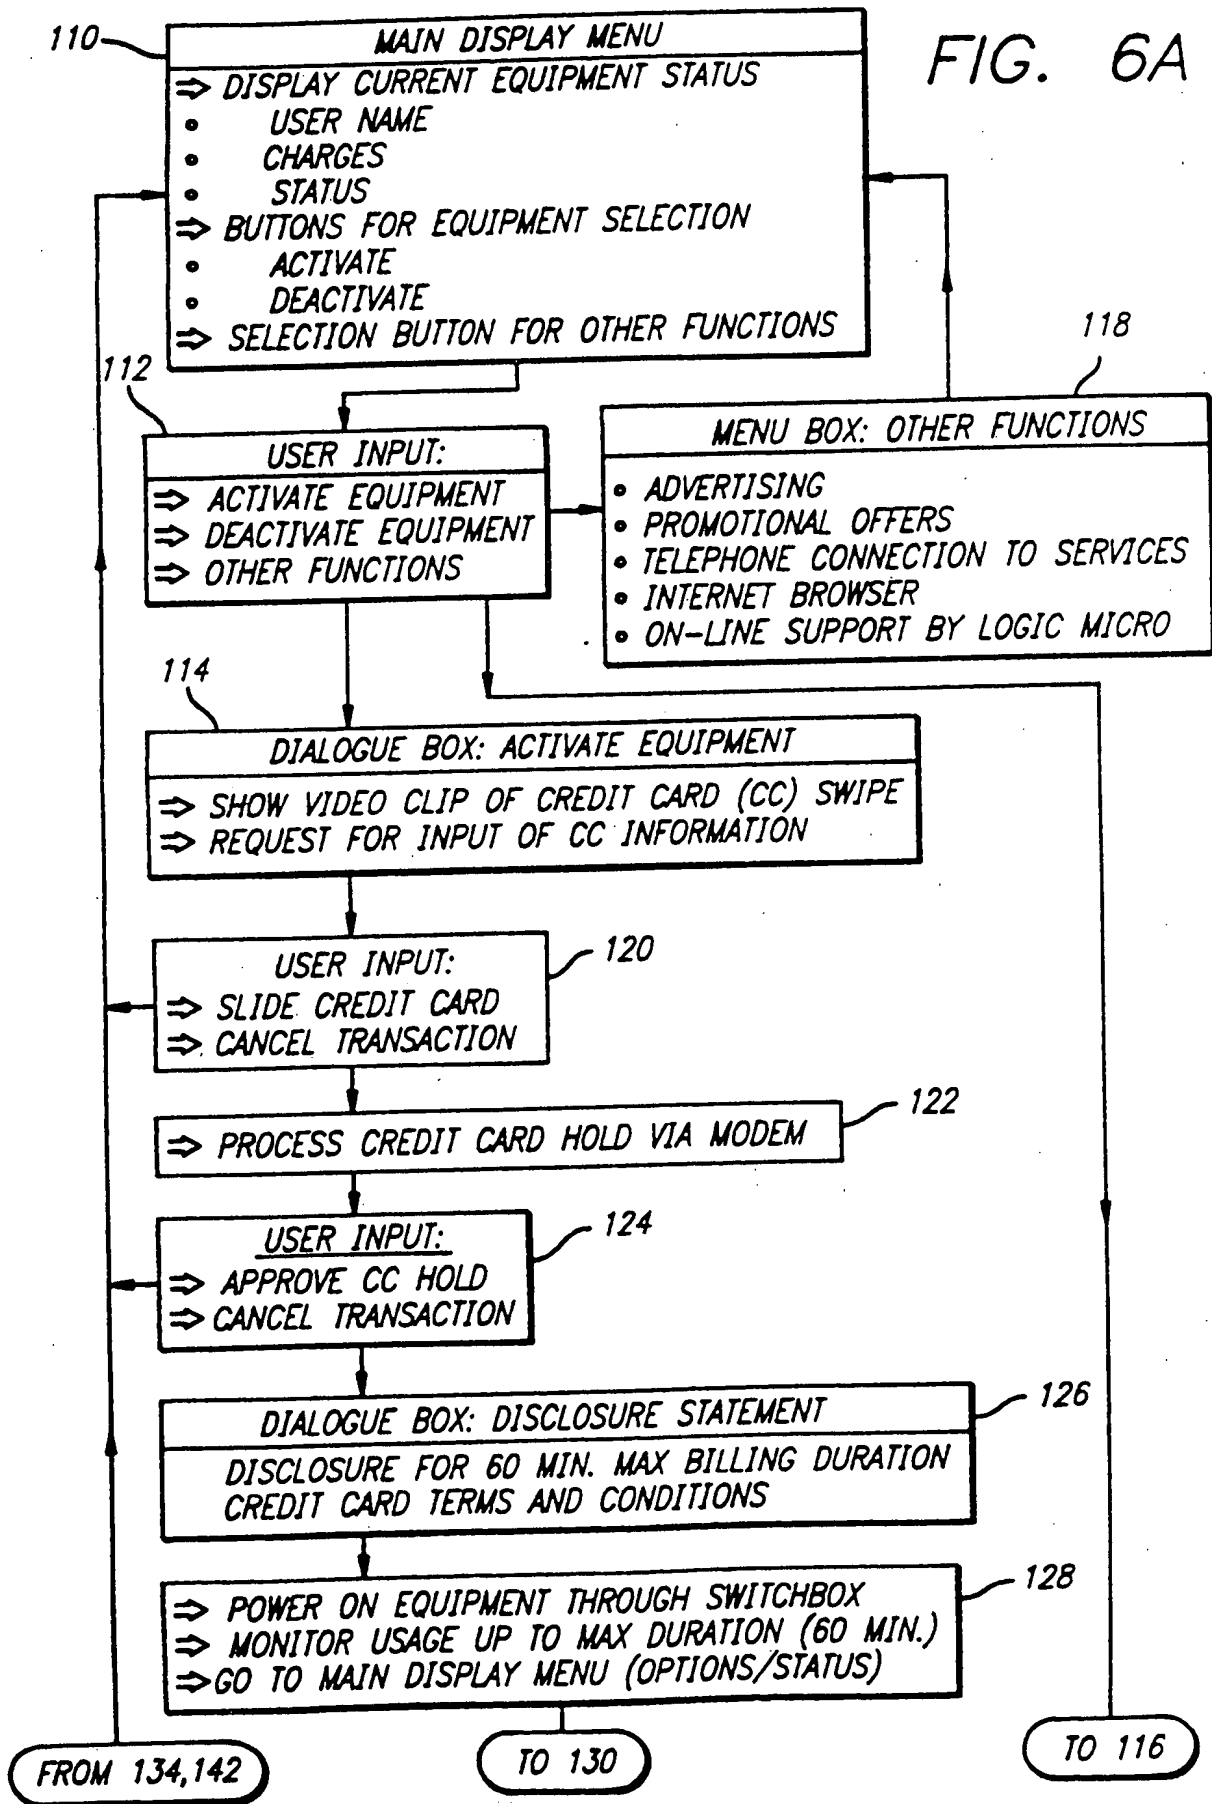 FIG. 6A
110
MAIN DISPLAY MENU
⇒ DISPLAY CURRENT EQUIPMENT STATUS
• USER NAME
• CHARGES
• STATUS
⇒ BUTTONS FOR EQUIPMENT SELECTION
• ACTIVATE
• DEACTIVATE
⇒ SELECTION BUTTON FOR OTHER FUNCTIONS
112
USER INPUT:
⇒ ACTIVATE EQUIPMENT
⇒ DEACTIVATE EQUIPMENT
⇒ OTHER FUNCTIONS
118
MENU BOX: OTHER FUNCTIONS
• ADVERTISING
• PROMOTIONAL OFFERS
• TELEPHONE CONNECTION TO SERVICES
• INTERNET BROWSER
• ON-LINE SUPPORT BY LOGIC MICRO
114
DIALOGUE BOX: ACTIVATE EQUIPMENT
⇒ SHOW VIDEO CLIP OF CREDIT CARD (CC) SWIPE
⇒ REQUEST FOR INPUT OF CC INFORMATION
120
USER INPUT:
⇒ SLIDE CREDIT CARD
⇒ CANCEL TRANSACTION
122
⇒ PROCESS CREDIT CARD HOLD VIA MODEM
124
USER INPUT:
⇒ APPROVE CC HOLD
⇒ CANCEL TRANSACTION
126
DIALOGUE BOX: DISCLOSURE STATEMENT
DISCLOSURE FOR 60 MIN. MAX BILLING DURATION
CREDIT CARD TERMS AND CONDITIONS
128
⇒ POWER ON EQUIPMENT THROUGH SWITCHBOX
⇒ MONITOR USAGE UP TO MAX DURATION (60 MIN.)
⇒ GO TO MAIN DISPLAY MENU (OPTIONS/STATUS)
FROM 134,142
TO 130
TO 116